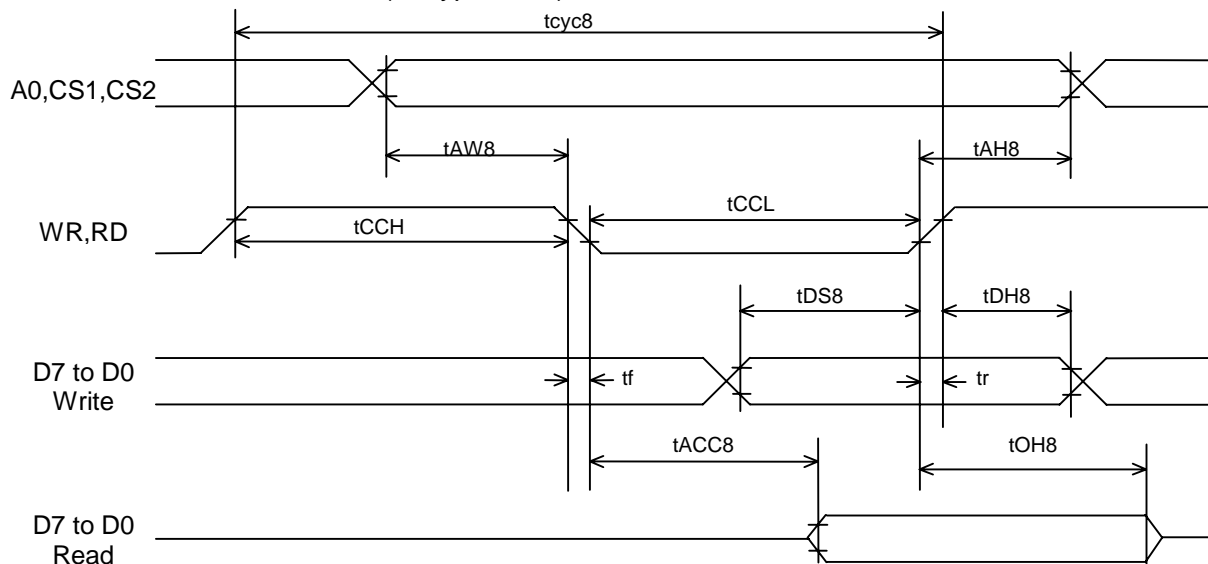 tcyc8
A0,CS1,CS2
tAW8
tAH8
WR,RD
tCCH
tCCL
tDS8
tDH8
D7 to D0
Write
tf
tr
tACC8
tOH8
D7 to D0
Read